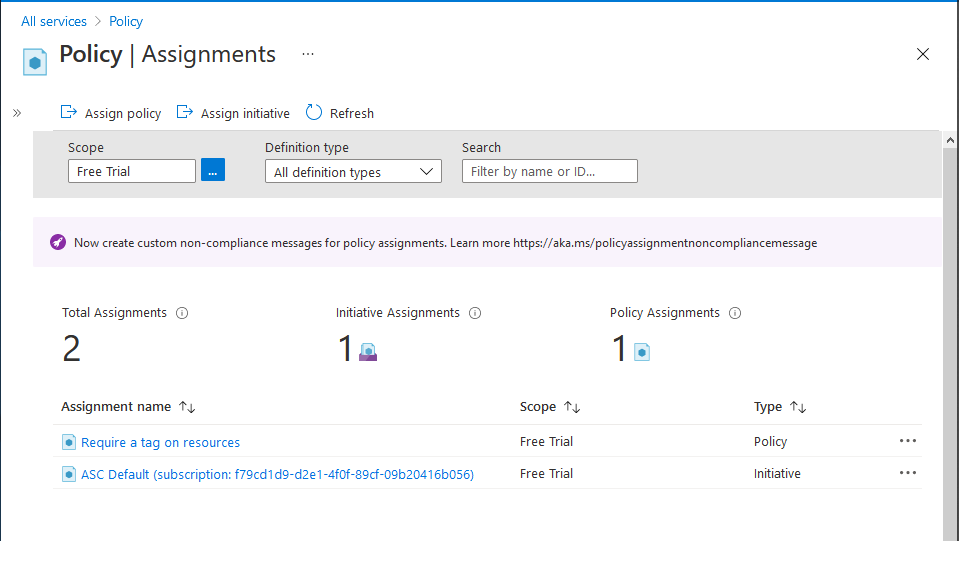 All services > Policy
Policy | Assignments ...
Assign policy Assign initiative Refresh
Scope Definition type Search
Free Trial ... All definition types Filter by name or ID...
Now create custom non-compliance messages for policy assignments. Learn more https://aka.ms/policyassignmentnoncompliancemessage
Total Assignments Initiative Assignments Policy Assignments
2 1 1
Assignment name Scope Type
Require a tag on resources Free Trial Policy ...
ASC Default (subscription: f79cd1d9-d2e1-4f0f-89cf-09b20416b056) Free Trial Initiative ...